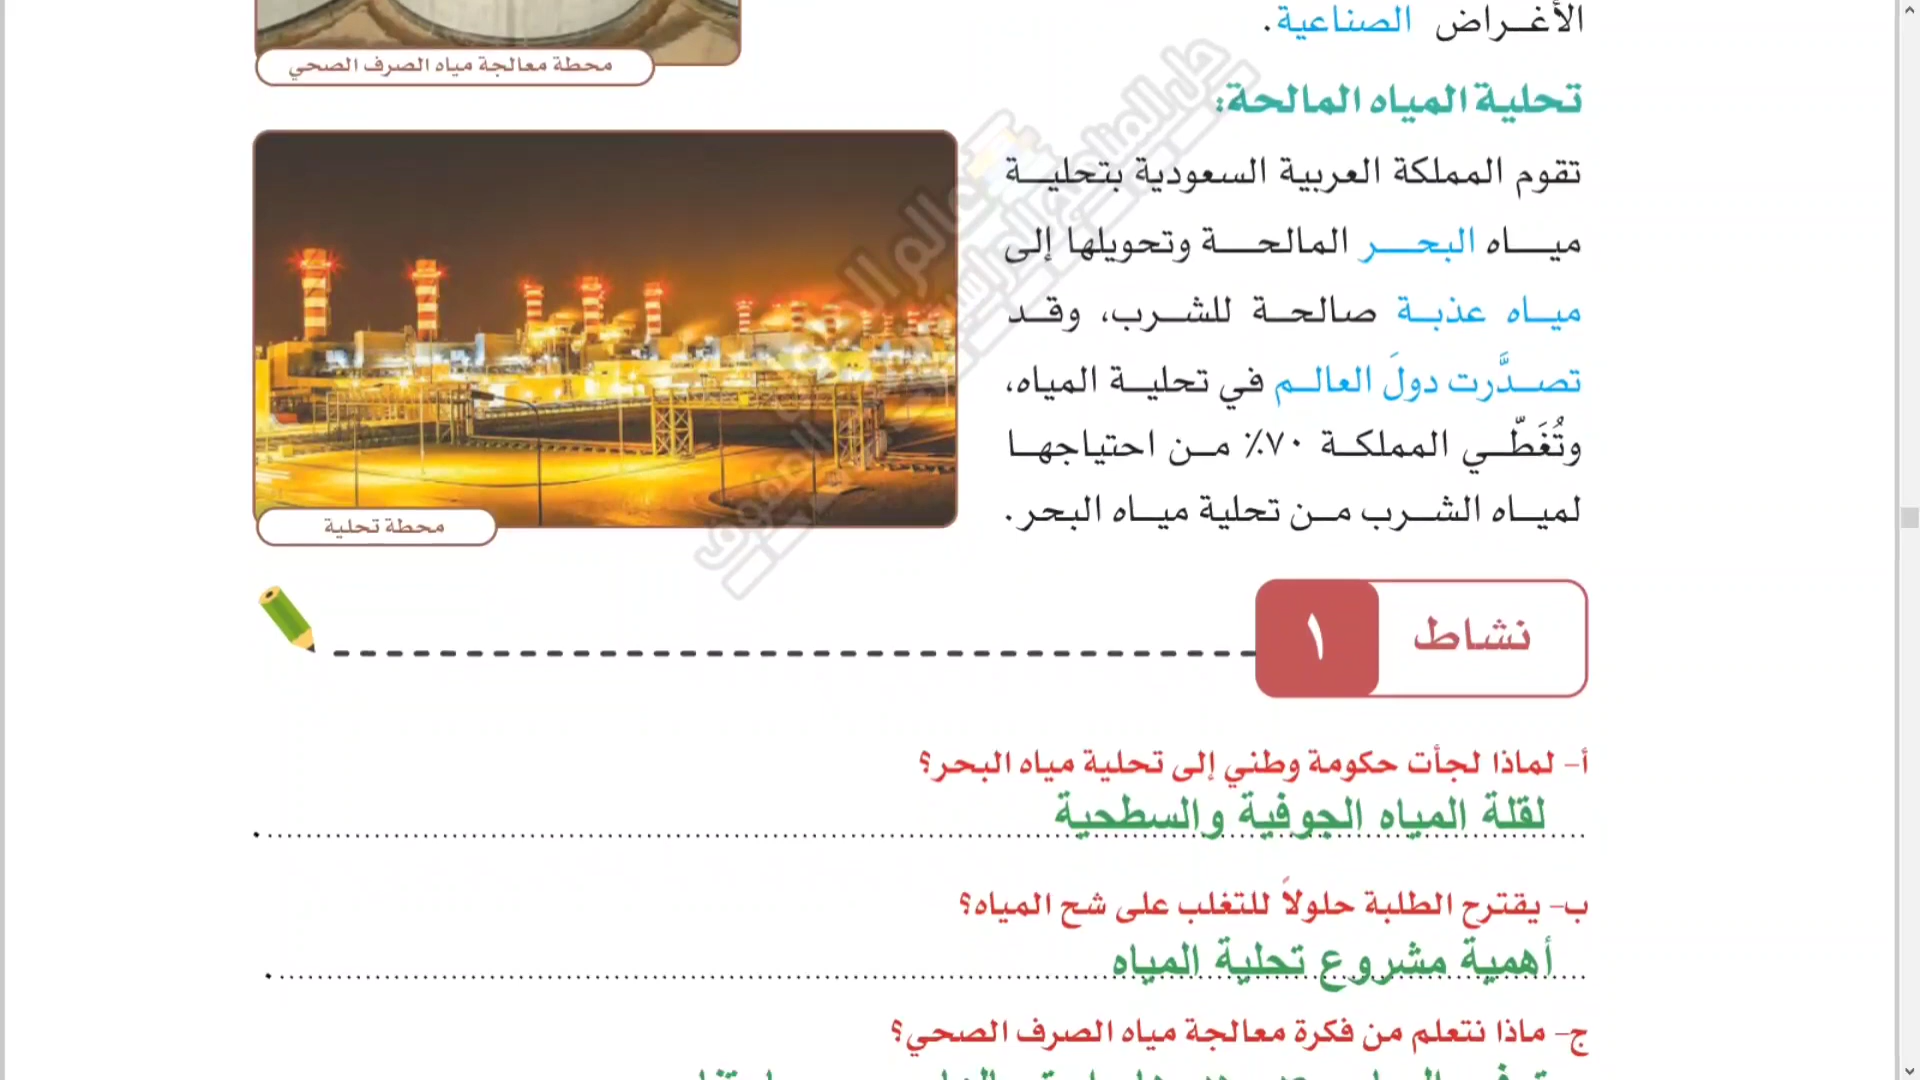 الأغراض الصناعية.
محطة معالجة مياه الصرف الصحي
تحلية المياه المالحة:
تقوم المملكة العربية السعودية بتحلية
مياه البحر المالحة وتحويلها إلى
مياه عذبة صالحة للشرب، وقد
تصدَّرت دولَ العالم في تحلية المياه،
وتُغَطّي المملكة ٧٠٪ من احتياجها
لمياه الشرب من تحلية مياه البحر.
محطة تحلية
نشاط ١
أ- لماذا لجأت حكومة وطني إلى تحلية مياه البحر؟
لقلة المياه الجوفية والسطحية
ب- يقترح الطلبة حلولاً للتغلب على شح المياه؟
أهمية مشروع تحلية المياه
ج- ماذا نتعلم من فكرة معالجة مياه الصرف الصحي؟